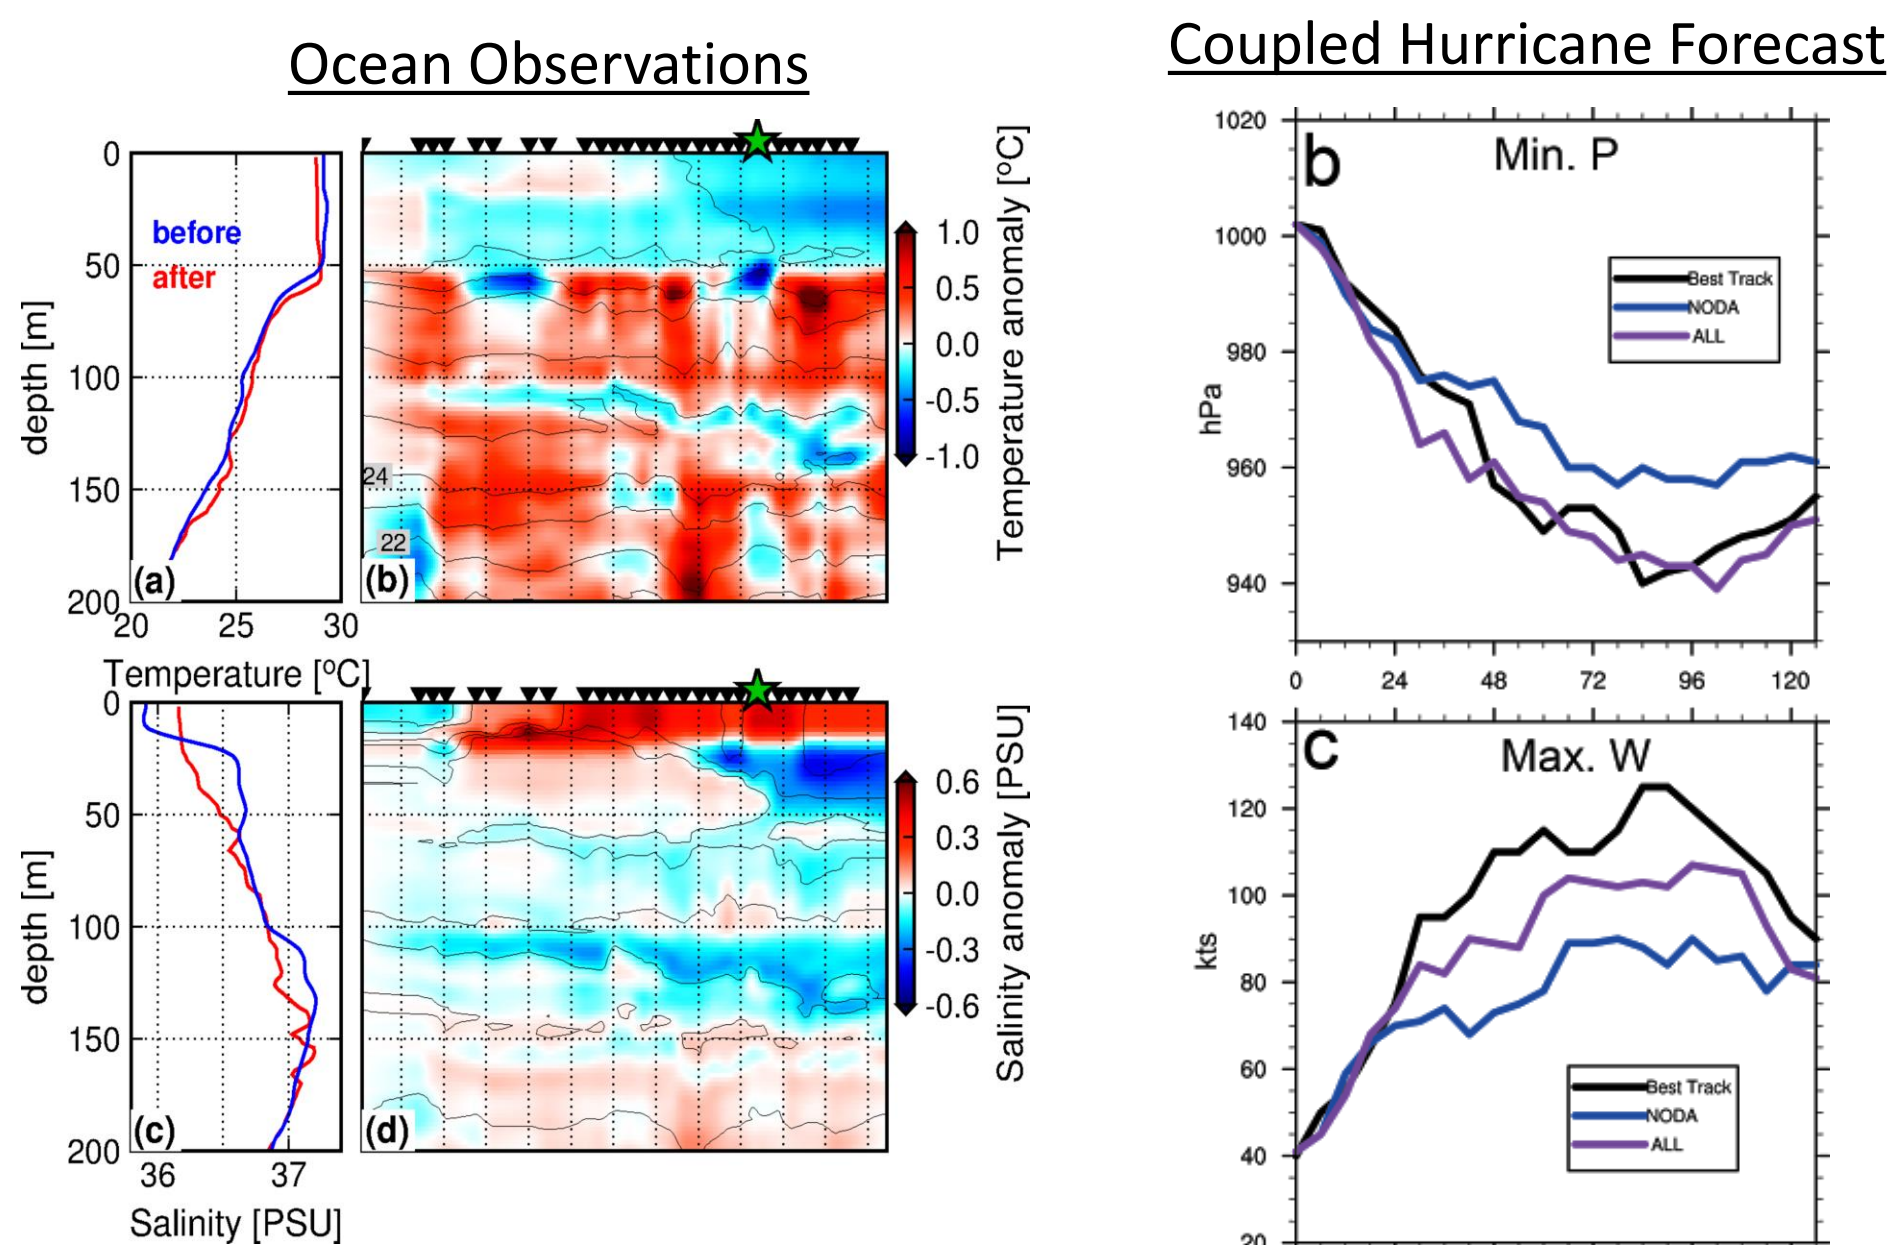 Ocean Observations
Coupled Hurricane Forecast
0
50
100
150
200
depth [m]
before
after
(a)
20 25 30
Temperature [ºC]
24
22
(b)
1.0
0.5
0.0
-0.5
-1.0
Temperature anomaly [ºC]
0
50
100
150
200
depth [m]
(c)
36 37
Salinity [PSU]
(d)
0.6
0.3
0.0
-0.3
-0.6
Salinity anomaly [PSU]
b
Min. P
1020
1000
980
960
940
hPa
Best Track
NODA
ALL
0 24 48 72 96 120
C
Max. W
140
120
100
80
60
40
20
kts
Best Track
NODA
ALL